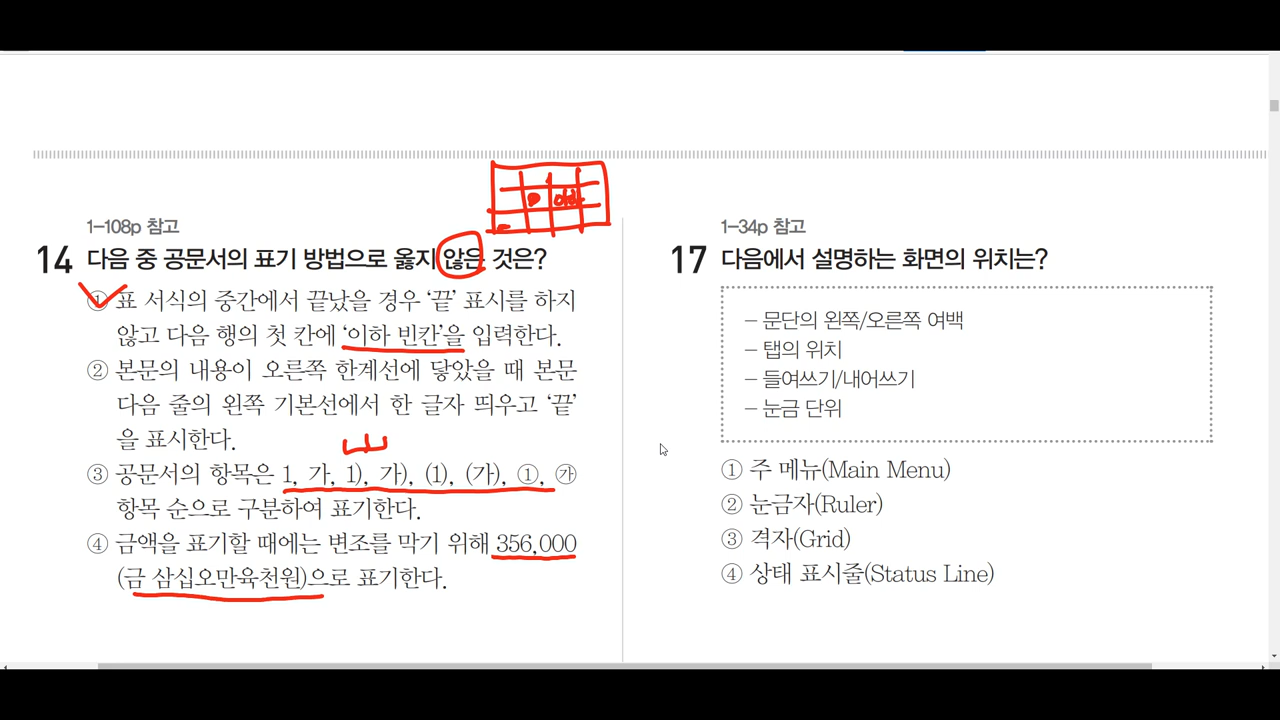 1-108p 참고
14 다음 중 공문서의 표기 방법으로 옳지 않은 것은?
① 표 서식의 중간에서 끝났을 경우 ‘끝’ 표시를 하지
않고 다음 행의 첫 칸에 ‘이하 빈칸’을 입력한다.
② 본문의 내용이 오른쪽 한계선에 닿았을 때 본문
다음 줄의 왼쪽 기본선에서 한 글자 띄우고 ‘끝’
을 표시한다.
③ 공문서의 항목은 1, 가, 1), 가), (1), (가), ①, ㉮
항목 순으로 구분하여 표기한다.
④ 금액을 표기할 때에는 변조를 막기 위해 356,000
(금 삼십오만육천원)으로 표기한다.
1-34p 참고
17 다음에서 설명하는 화면의 위치는?
– 문단의 왼쪽/오른쪽 여백
– 탭의 위치
– 들여쓰기/내어쓰기
– 눈금 단위
① 주 메뉴(Main Menu)
② 눈금자(Ruler)
③ 격자(Grid)
④ 상태 표시줄(Status Line)